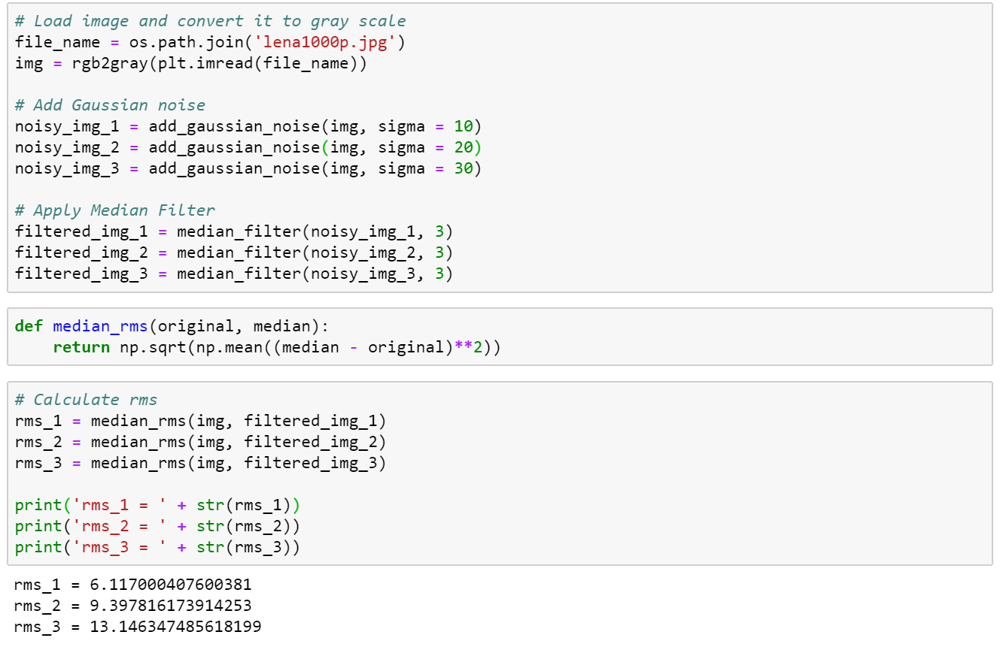 # Load image and convert it to gray scale
file_name = os.path.join('lena1000p.jpg')
img = rgb2gray(plt.imread(file_name))
# Add Gaussian noise
noisy_img_1 = add_gaussian_noise(img, sigma = 10)
noisy_img_2 = add_gaussian_noise(img, sigma = 20)
noisy_img_3 = add_gaussian_noise(img, sigma = 30)
# Apply Median Filter
filtered_img_1 = median_filter(noisy_img_1, 3)
filtered_img_2 = median_filter(noisy_img_2, 3)
filtered_img_3 = median_filter(noisy_img_3, 3)
def median_rms(original, median):
    return np.sqrt(np.mean((median - original)**2))
# Calculate rms
rms_1 = median_rms(img, filtered_img_1)
rms_2 = median_rms(img, filtered_img_2)
rms_3 = median_rms(img, filtered_img_3)
print('rms_1 = ' + str(rms_1))
print('rms_2 = ' + str(rms_2))
print('rms_3 = ' + str(rms_3))
rms_1 = 6.117000407600381
rms_2 = 9.397816173914253
rms_3 = 13.146347485618199